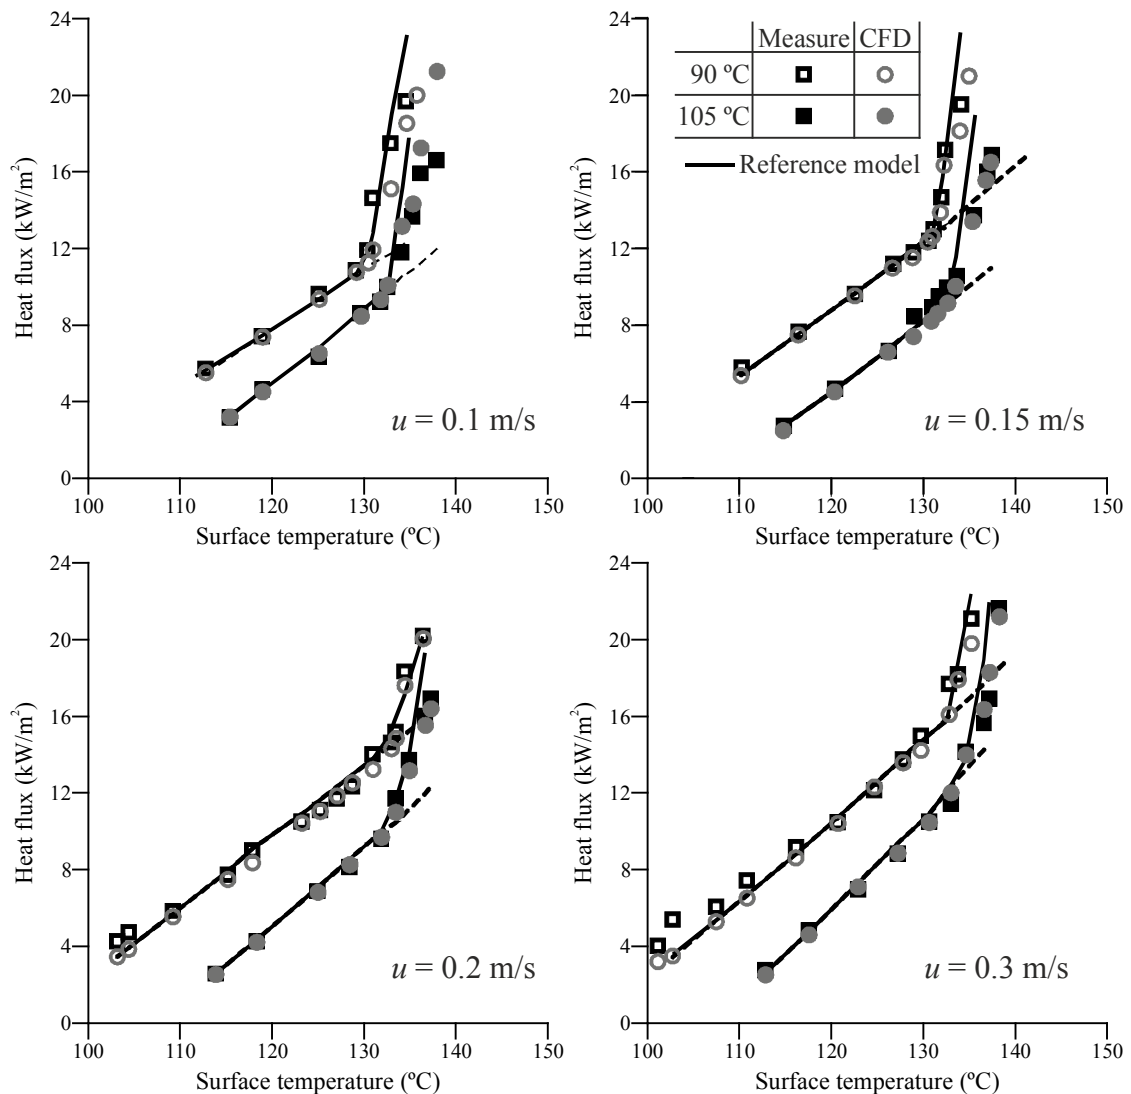 24
20
16
12
8
4
0
Heat flux (kW/m²)
100 110 120 130 140 150
Surface temperature (ºC)
u = 0.1 m/s
24
20
16
12
8
4
0
Heat flux (kW/m²)
100 110 120 130 140 150
Surface temperature (ºC)
Measure CFD
90 ºC
105 ºC
Reference model
u = 0.15 m/s
24
20
16
12
8
4
0
Heat flux (kW/m²)
100 110 120 130 140 150
Surface temperature (ºC)
u = 0.2 m/s
24
20
16
12
8
4
0
Heat flux (kW/m²)
100 110 120 130 140 150
Surface temperature (ºC)
u = 0.3 m/s